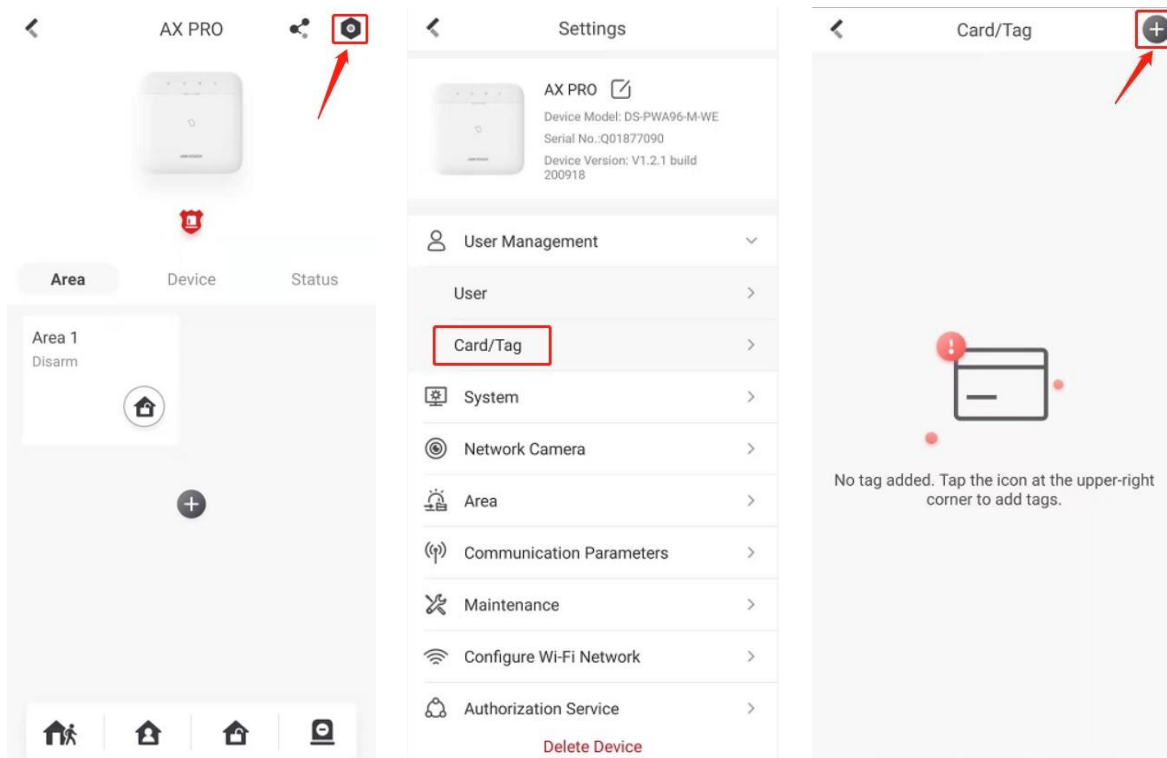 AX PRO
Area
Device
Status
Area 1
Disarm
Settings
AX PRO
Device Model: DS-PWA96-M-WE
Serial No.:Q01877090
Device Version: V1.2.1 build
200918
User Management
User
Card/Tag
System
Network Camera
Area
Communication Parameters
Maintenance
Configure Wi-Fi Network
Authorization Service
Delete Device
Card/Tag
No tag added. Tap the icon at the upper-right
corner to add tags.